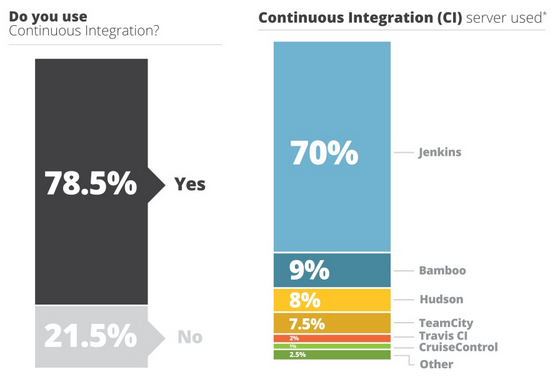 Do you use
Continuous Integration?
78.5%
Yes
21.5%
No
Continuous Integration (CI) server used*
70%
Jenkins
9%
Bamboo
8%
Hudson
7.5%
TeamCity
2%
Travis CI
1%
CruiseControl
2.5%
Other